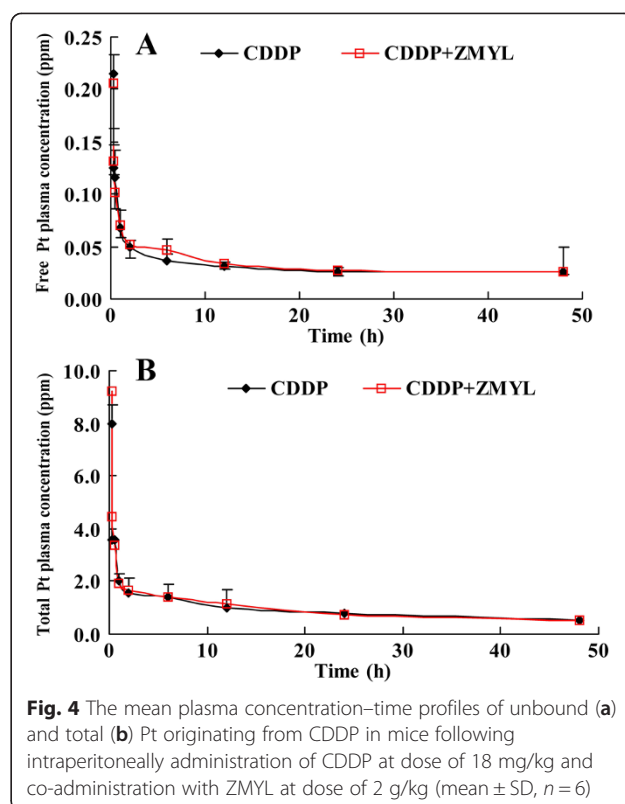 A
CDDP
CDDP+ZMYL
Free Pt plasma concentration (ppm)
0.25
0.20
0.15
0.10
0.05
0.00
0 10 20 30 40 50
Time (h)
B
CDDP
CDDP+ZMYL
Total Pt plasma concentration (ppm)
10.0
8.0
6.0
4.0
2.0
0.0
0 10 20 30 40 50
Time (h)
Fig. 4 The mean plasma concentration–time profiles of unbound (a)
and total (b) Pt originating from CDDP in mice following
intraperitoneally administration of CDDP at dose of 18 mg/kg and
co-administration with ZMYL at dose of 2 g/kg (mean ± SD, n = 6)